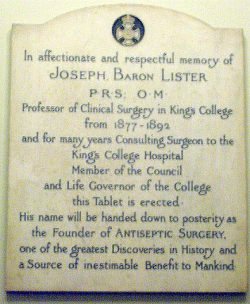 In affectionate and respectful memory of
JOSEPH, BARON LISTER
P·R·S; O·M·
Professor of Clinical Surgery in King's College
from 1877-1892
and for many years Consulting Surgeon to the
King's College Hospital
Member of the Council
and Life Governor of the College
this Tablet is erected·
His name will be handed down to posterity as
the Founder of ANTISEPTIC SURGERY,
one of the greatest Discoveries in History and
a Source of inestimable Benefit to Mankind